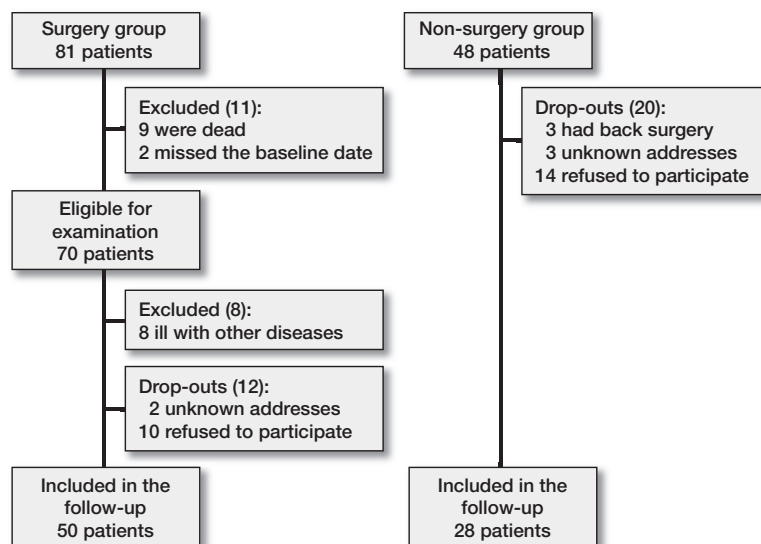 Surgery group
81 patients
Excluded (11):
9 were dead
2 missed the baseline date
Eligible for
examination
70 patients
Excluded (8):
8 ill with other diseases
Drop-outs (12):
2 unknown addresses
10 refused to participate
Included in the
follow-up
50 patients
Non-surgery group
48 patients
Drop-outs (20):
3 had back surgery
3 unknown addresses
14 refused to participate
Included in the
follow-up
28 patients